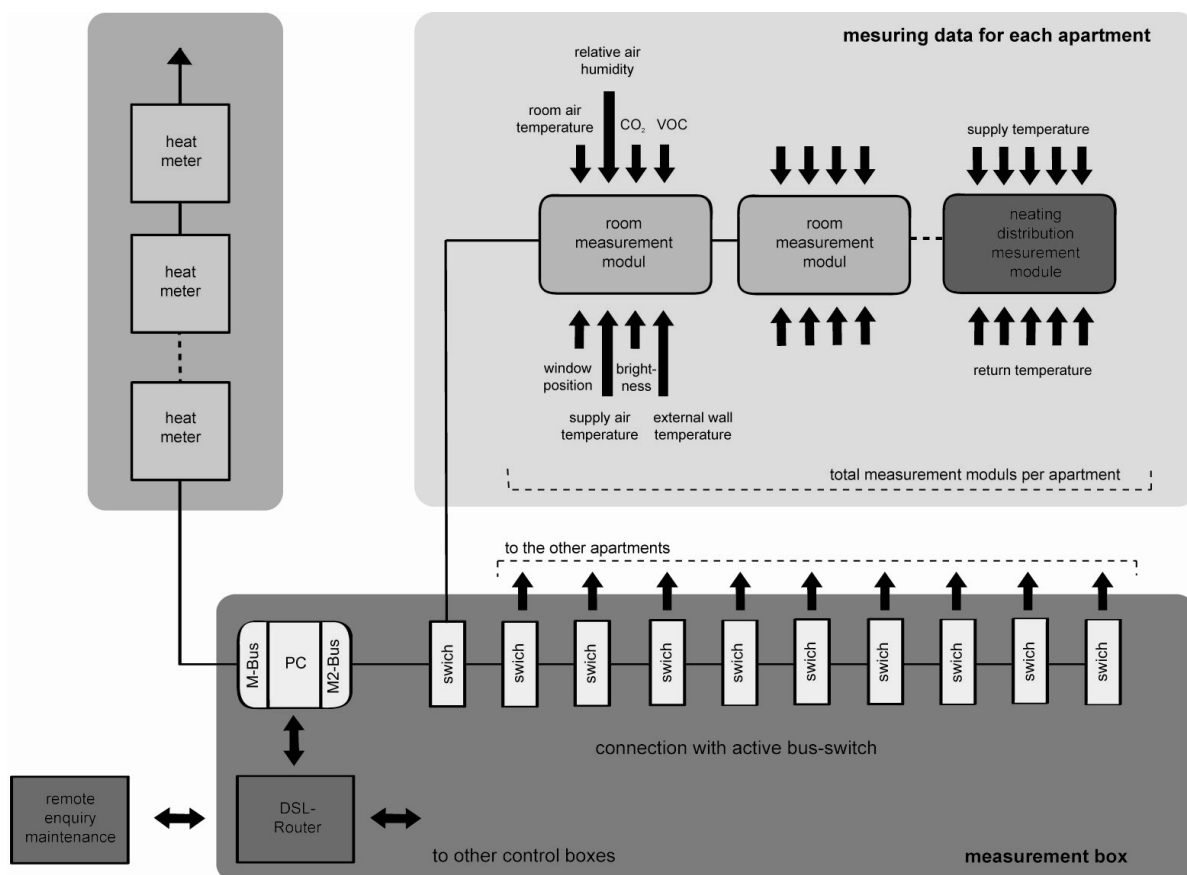 mesuring data for each apartment
relative air
humidity
room air
temperature
CO₂
VOC
supply temperature
heat
meter
heat
meter
heat
meter
room
measurement
modul
room
measurement
modul
neating
distribution
mesurement
module
window
position
bright-
ness
supply air
temperature
external wall
temperature
return temperature
total measurement moduls per apartment
to the other apartments
M-Bus
PC
M2-Bus
swich
swich
swich
swich
swich
swich
swich
swich
swich
swich
connection with active bus-switch
remote
enquiry
maintenance
DSL-
Router
to other control boxes
measurement box